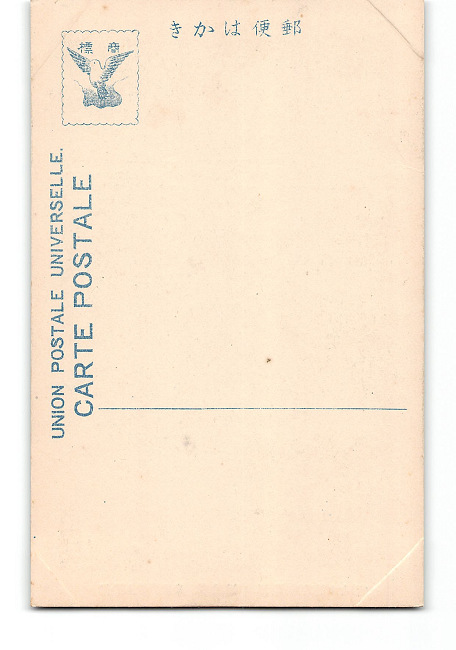 郵便はかき
商標
UNION POSTALE UNIVERSELLE.
CARTE POSTALE